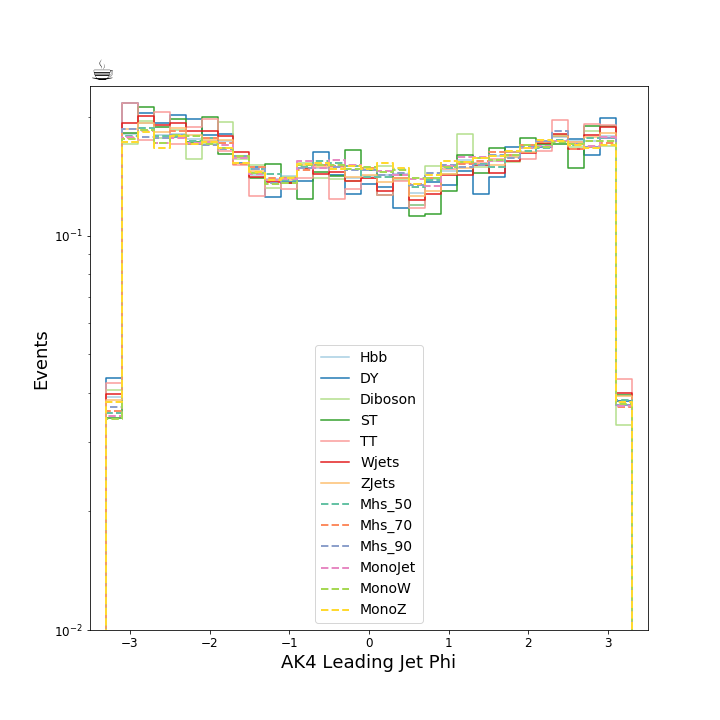 10⁻¹
10⁻²
Events
Hbb
DY
Diboson
ST
TT
Wjets
ZJets
Mhs_50
Mhs_70
Mhs_90
MonoJet
MonoW
MonoZ
−3 −2 −1 0 1 2 3
AK4 Leading Jet Phi